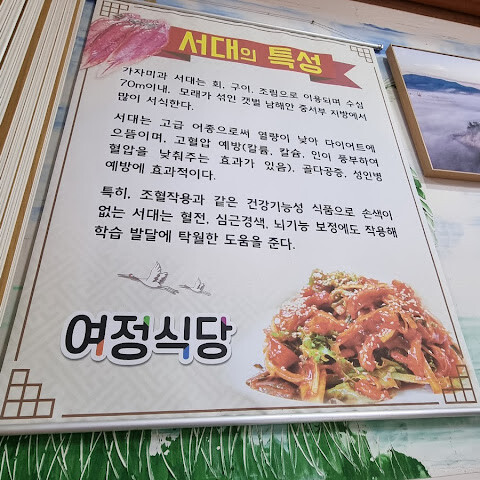 서대의 특성
가자미과 서대는 회, 구이, 조림으로 이용되며 수심
70m이내, 모래가 섞인 갯벌 남해안 중서부 지방에서
많이 서식한다.
서대는 고급 어종으로써 열량이 낮아 다이어트에
으뜸이며, 고혈압 예방(칼륨, 칼슘, 인이 풍부하여
혈압을 낮춰주는 효과가 있음), 골다공증, 성인병
예방에 효과적이다.
특히, 조혈작용과 같은 건강기능성 식품으로 손색이
없는 서대는 혈전, 심근경색, 뇌기능 보정에도 작용해
학습 발달에 탁월한 도움을 준다.
여정식당